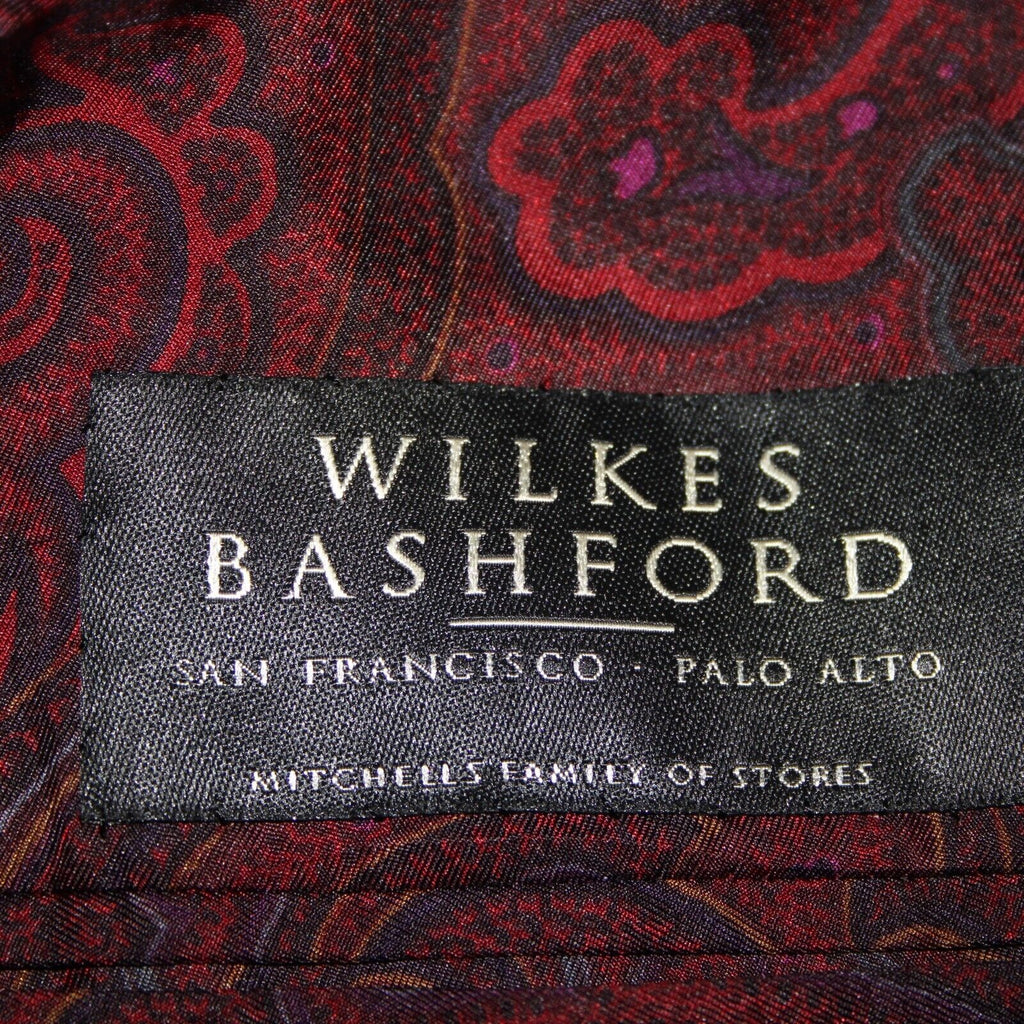 WILKES
BASHFORD
SAN FRANCISCO · PALO ALTO
MITCHELLS FAMILY OF STORES